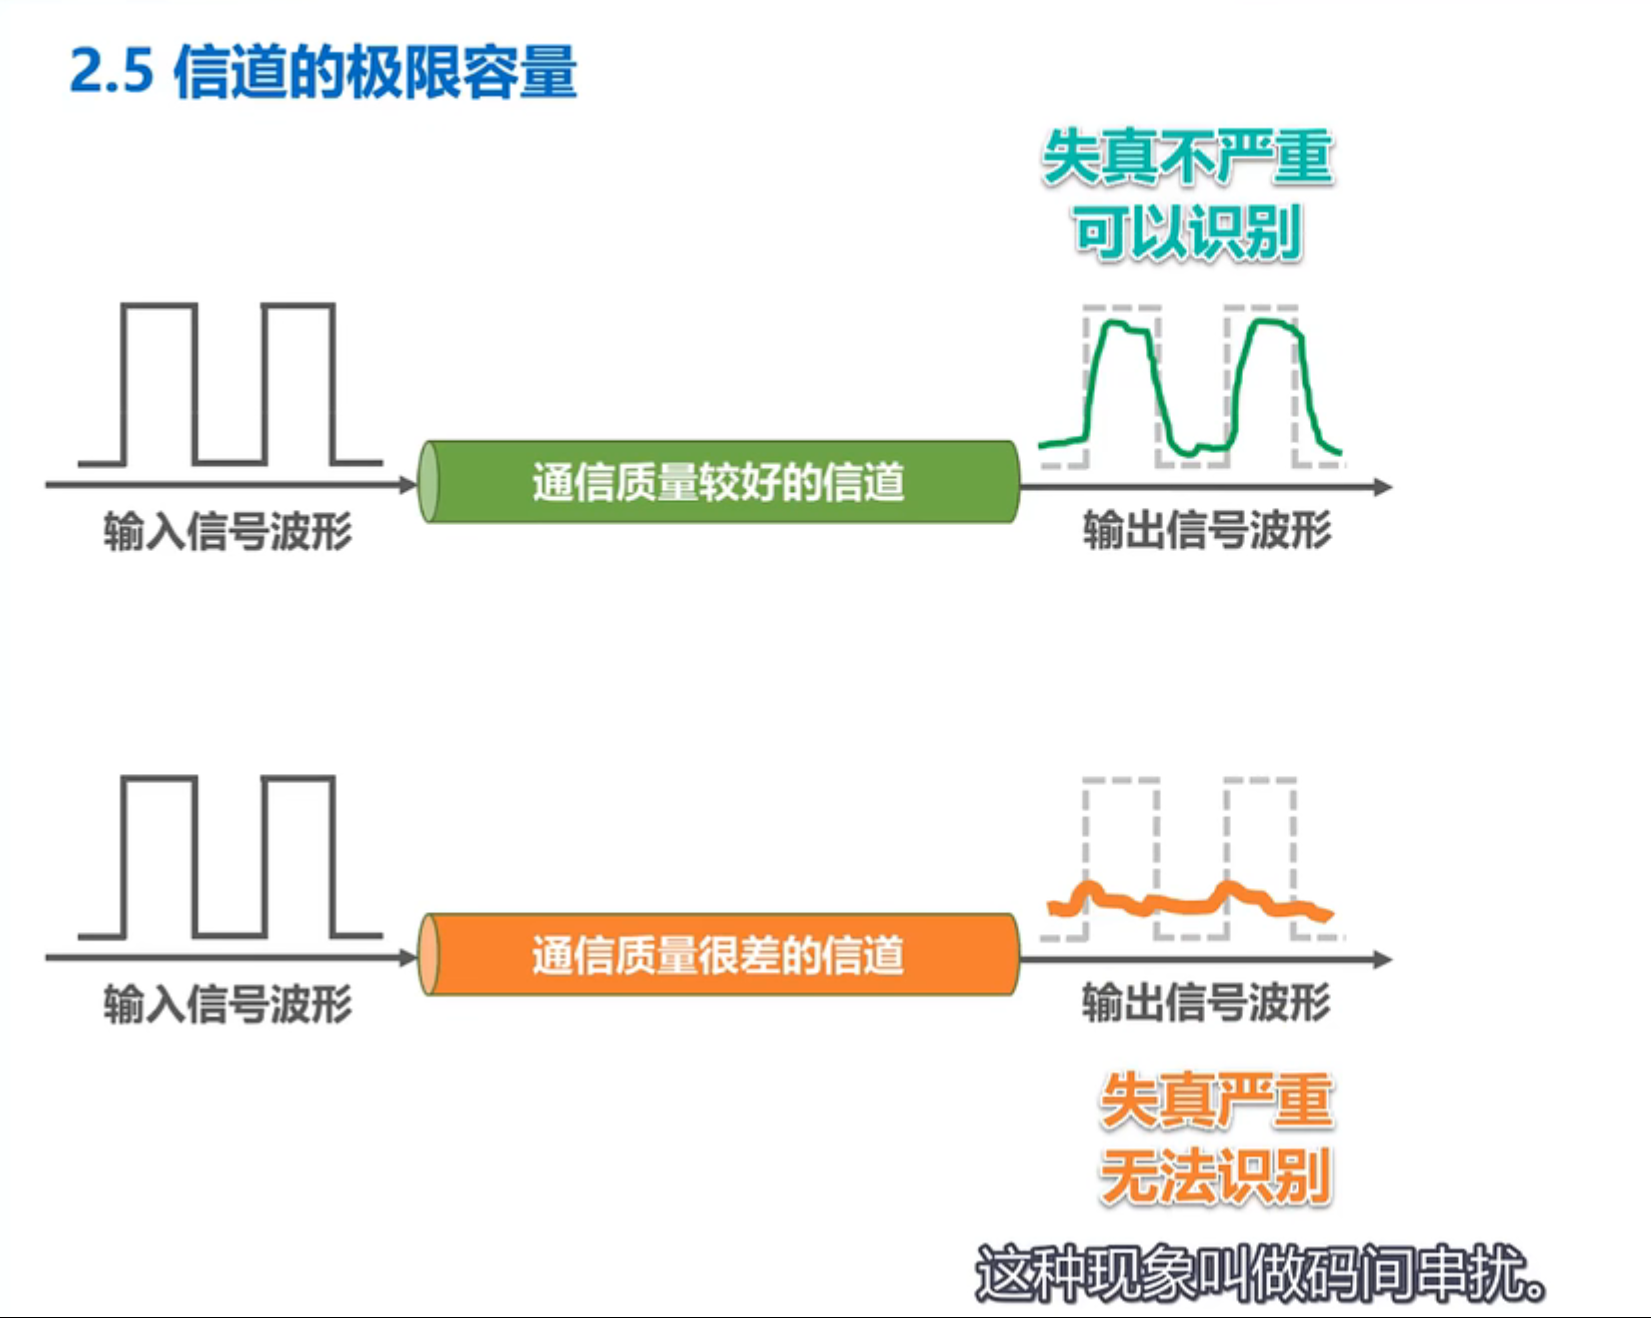 2.5 信道的极限容量
失真不严重
可以识别
通信质量较好的信道
输入信号波形
输出信号波形
通信质量很差的信道
输入信号波形
输出信号波形
失真严重
无法识别
这种现象叫做码间串扰。